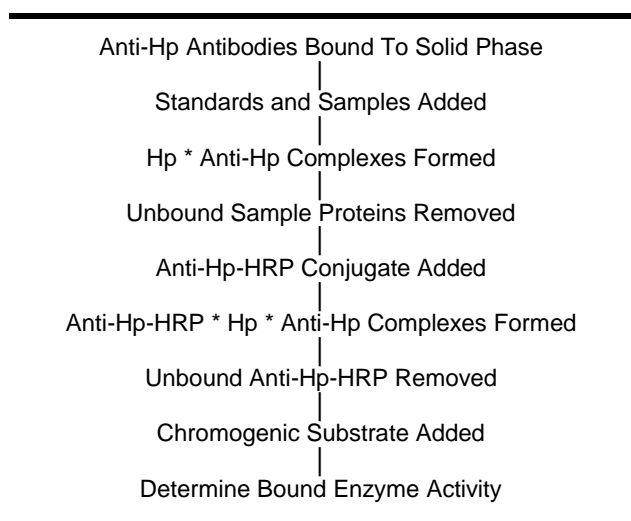 Anti-Hp Antibodies Bound To Solid Phase
Standards and Samples Added
Hp * Anti-Hp Complexes Formed
Unbound Sample Proteins Removed
Anti-Hp-HRP Conjugate Added
Anti-Hp-HRP * Hp * Anti-Hp Complexes Formed
Unbound Anti-Hp-HRP Removed
Chromogenic Substrate Added
Determine Bound Enzyme Activity